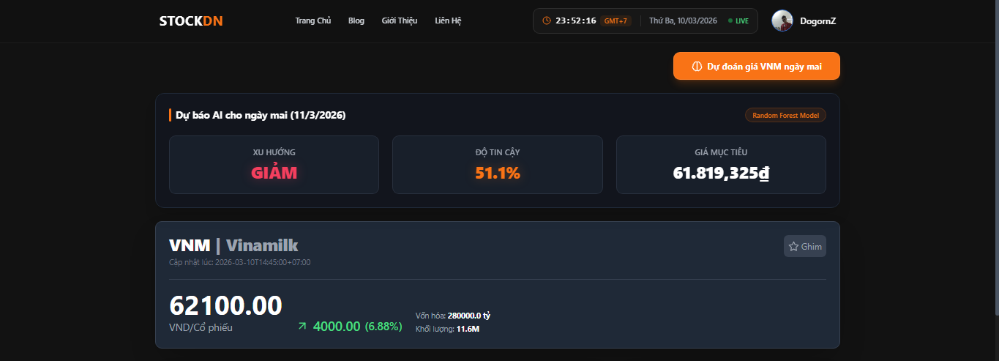 STOCKDN
Trang Chủ Blog Giới Thiệu Liên Hệ
23:52:16 GMT+7 Thứ Ba, 10/03/2026 LIVE
DogornZ
Dự đoán giá VNM ngày mai
Dự báo AI cho ngày mai (11/3/2026)
Random Forest Model
XU HƯỚNG
GIẢM
ĐỘ TIN CẬY
51.1%
GIÁ MỤC TIÊU
61.819,325₫
VNM | Vinamilk
Cập nhật lúc: 2026-03-10T14:45:00+07:00
Ghim
62100.00
VND/Cổ phiếu
4000.00 (6.88%)
Vốn hóa: 280000.0 tỷ
Khối lượng: 11.6M